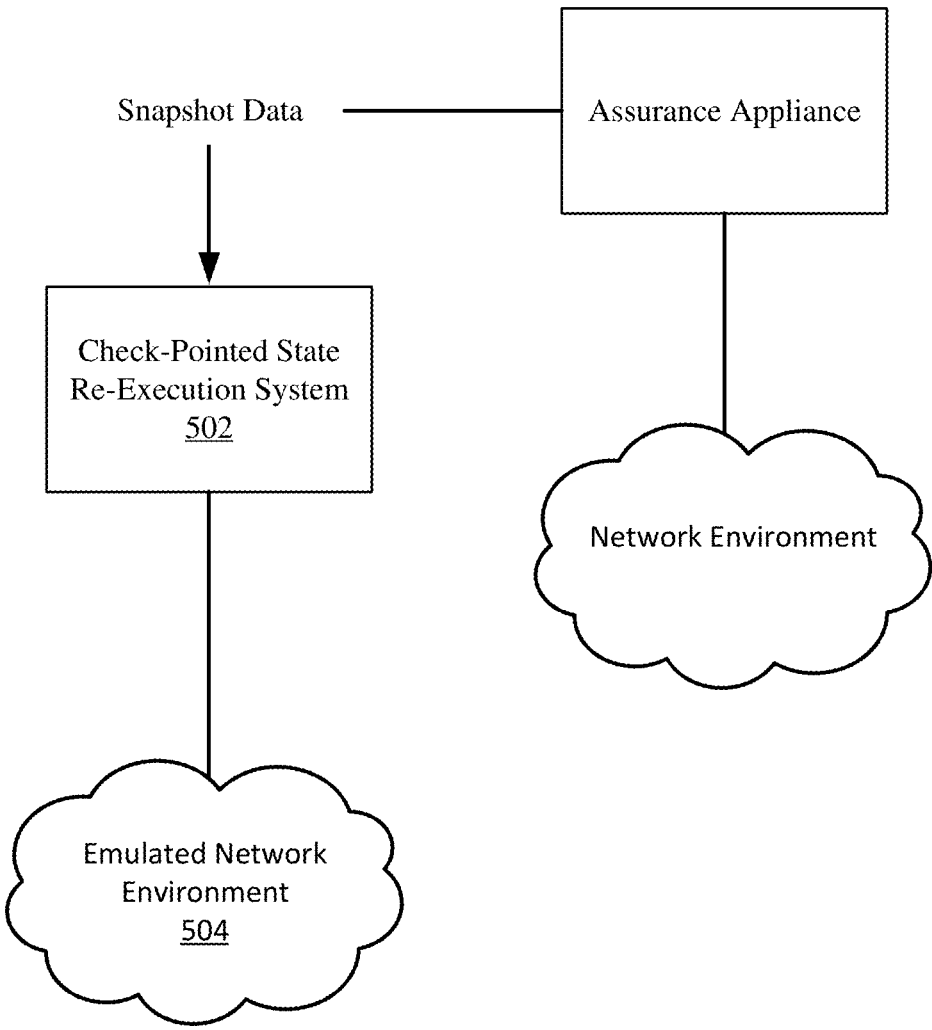 Snapshot Data
Assurance Appliance
Check-Pointed State
Re-Execution System
502
Network Environment
Emulated Network
Environment
504